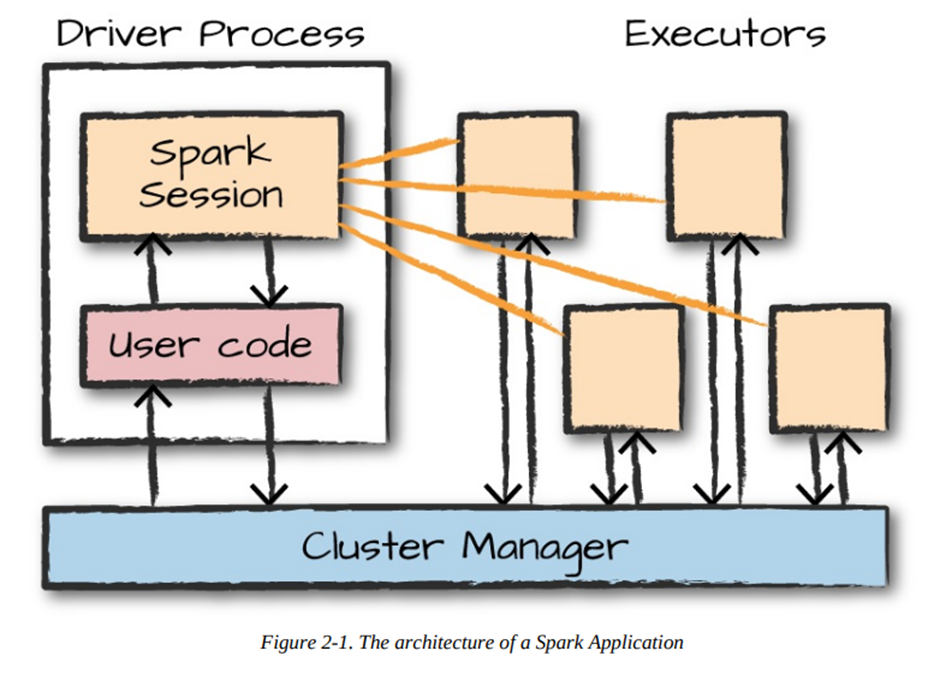 Driver Process
Executors
Spark
Session
User code
Cluster Manager
Figure 2-1. The architecture of a Spark Application